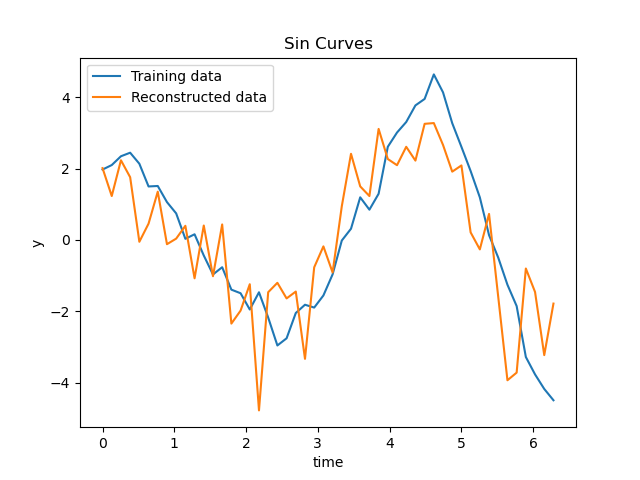 Sin Curves
Training data
Reconstructed data
4
2
0
−2
−4
y
0 1 2 3 4 5 6
time